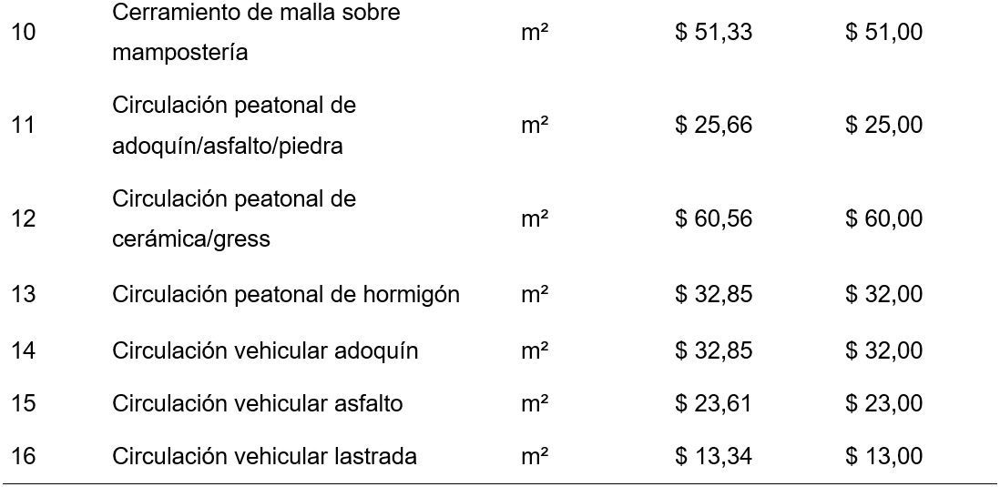 Cerramiento de malla sobre
10 m² $ 51,33 $ 51,00
mampostería
Circulación peatonal de
11 m² $ 25,66 $ 25,00
adoquín/asfalto/piedra
Circulación peatonal de
12 m² $ 60,56 $ 60,00
cerámica/gress
13 Circulación peatonal de hormigón m² $ 32,85 $ 32,00
14 Circulación vehicular adoquín m² $ 32,85 $ 32,00
15 Circulación vehicular asfalto m² $ 23,61 $ 23,00
16 Circulación vehicular lastrada m² $ 13,34 $ 13,00